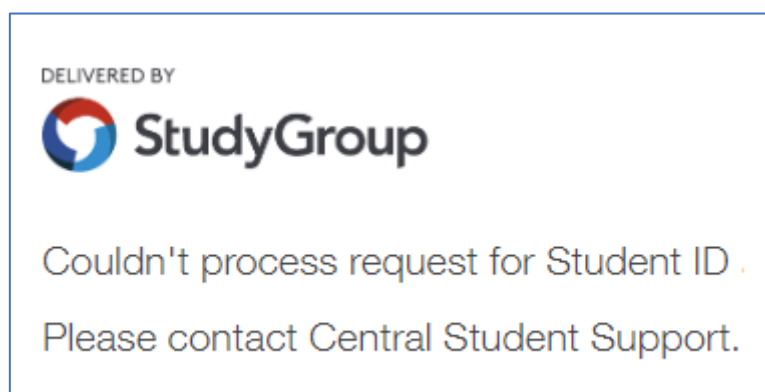 DELIVERED BY
StudyGroup
Couldn't process request for Student ID .
Please contact Central Student Support.